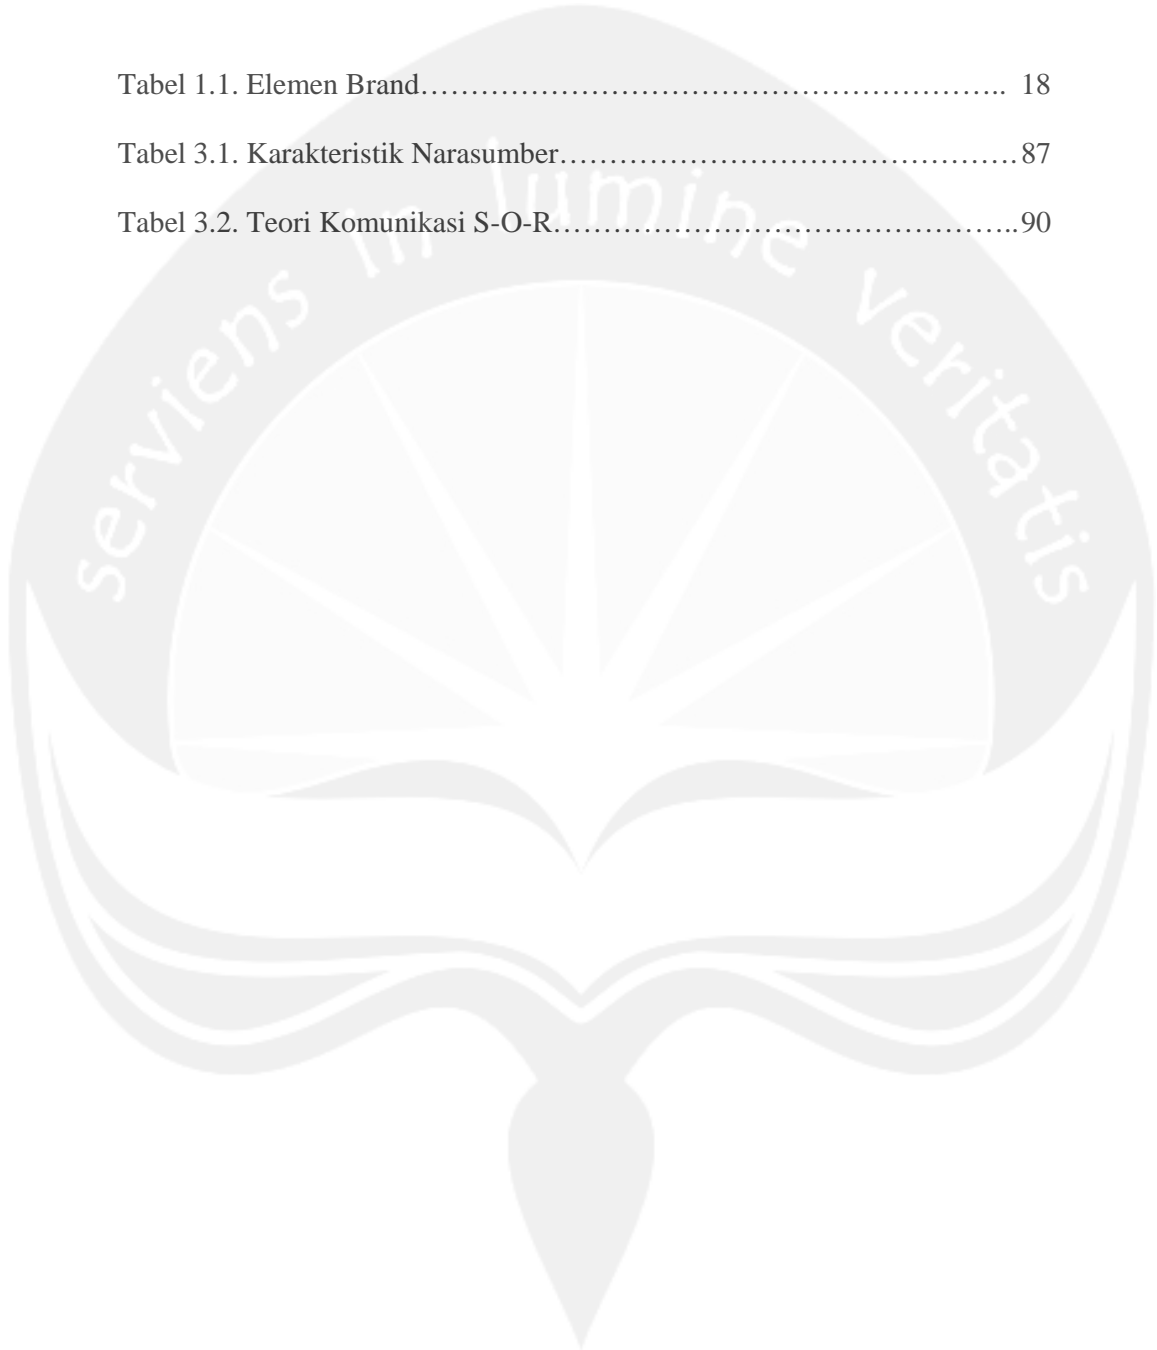 Tabel 1.1. Elemen Brand………………………………………………….. 18
Tabel 3.1. Karakteristik Narasumber………………………………………. 87
Tabel 3.2. Teori Komunikasi S-O-R………………………………………..90
serviens in lumine veritatis